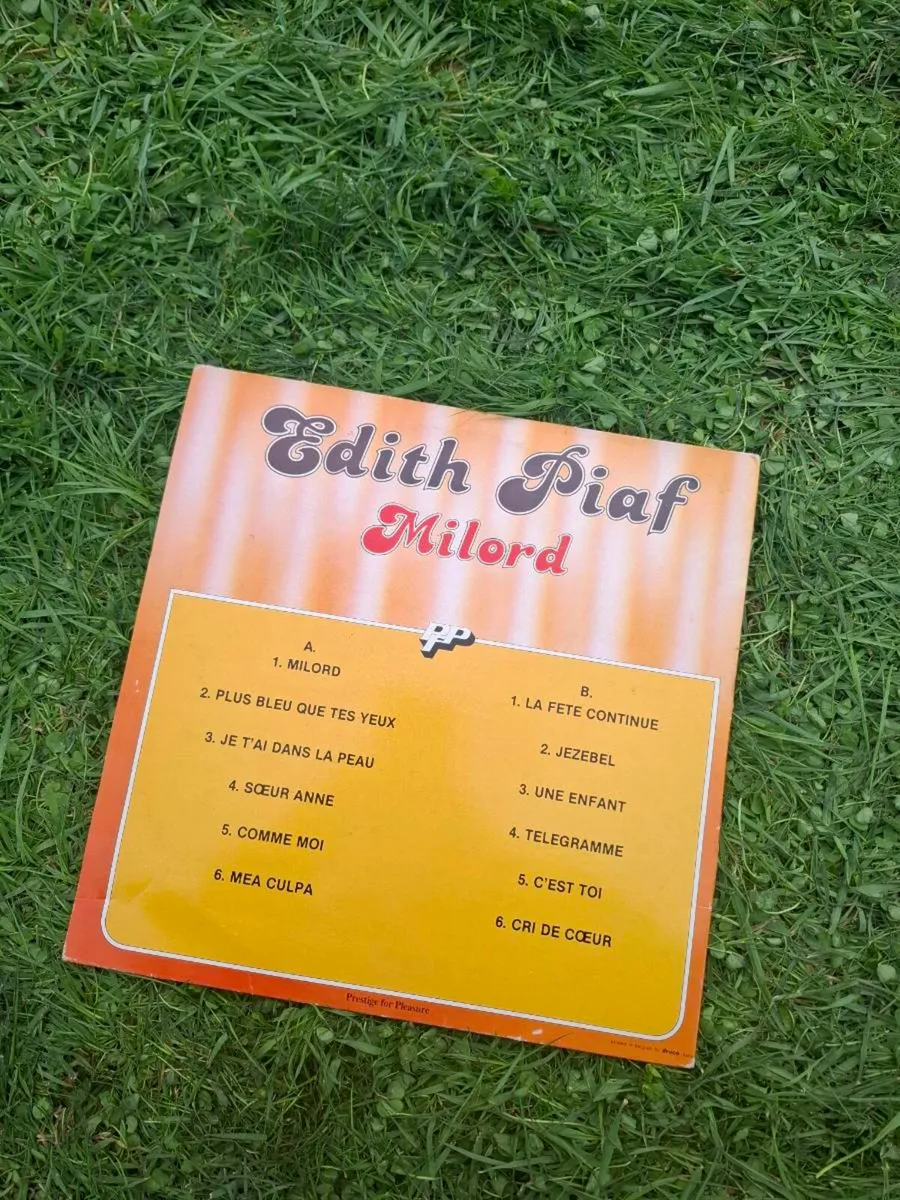 Edith Piaf
Milord
PFP
A.
1. MILORD
2. PLUS BLEU QUE TES YEUX
3. JE T'AI DANS LA PEAU
4. SŒUR ANNE
5. COMME MOI
6. MEA CULPA
B.
1. LA FETE CONTINUE
2. JEZEBEL
3. UNE ENFANT
4. TELEGRAMME
5. C'EST TOI
6. CRI DE CŒUR
Prestige for Pleasure